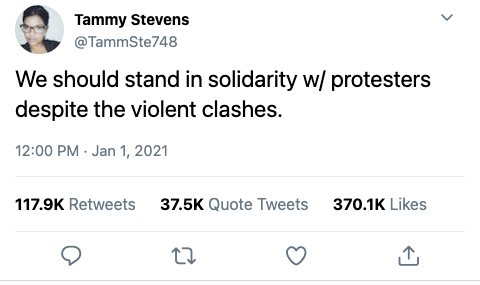 Tammy Stevens
@TammSte748
We should stand in solidarity w/ protesters
despite the violent clashes.
12:00 PM · Jan 1, 2021
117.9K Retweets 37.5K Quote Tweets 370.1K Likes